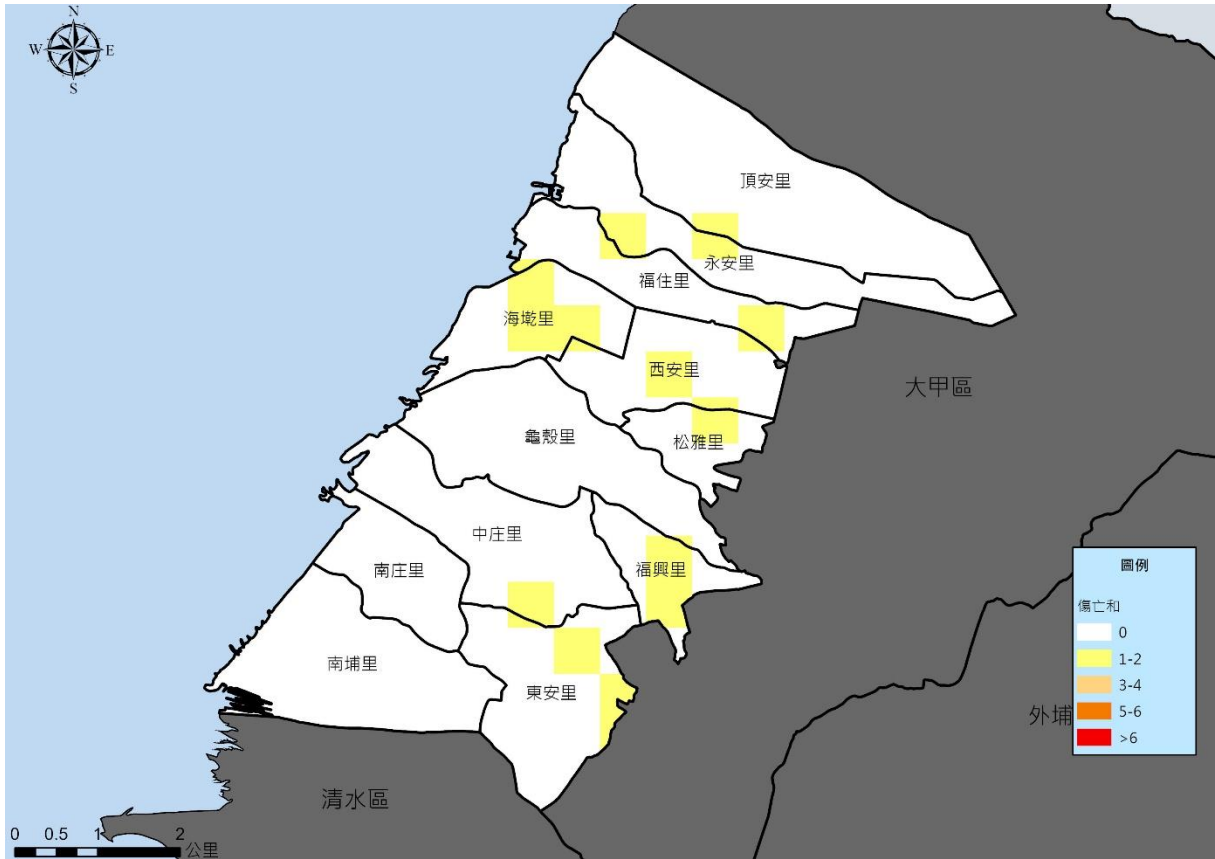 N
W
E
S
頂安里
永安里
福住里
海墘里
西安里
大甲區
龜殼里
松雅里
中庄里
福興里
南庄里
南埔里
東安里
外埔
清水區
圖例
傷亡和
0
1-2
3-4
5-6
>6
0 0.5 1 2
公里